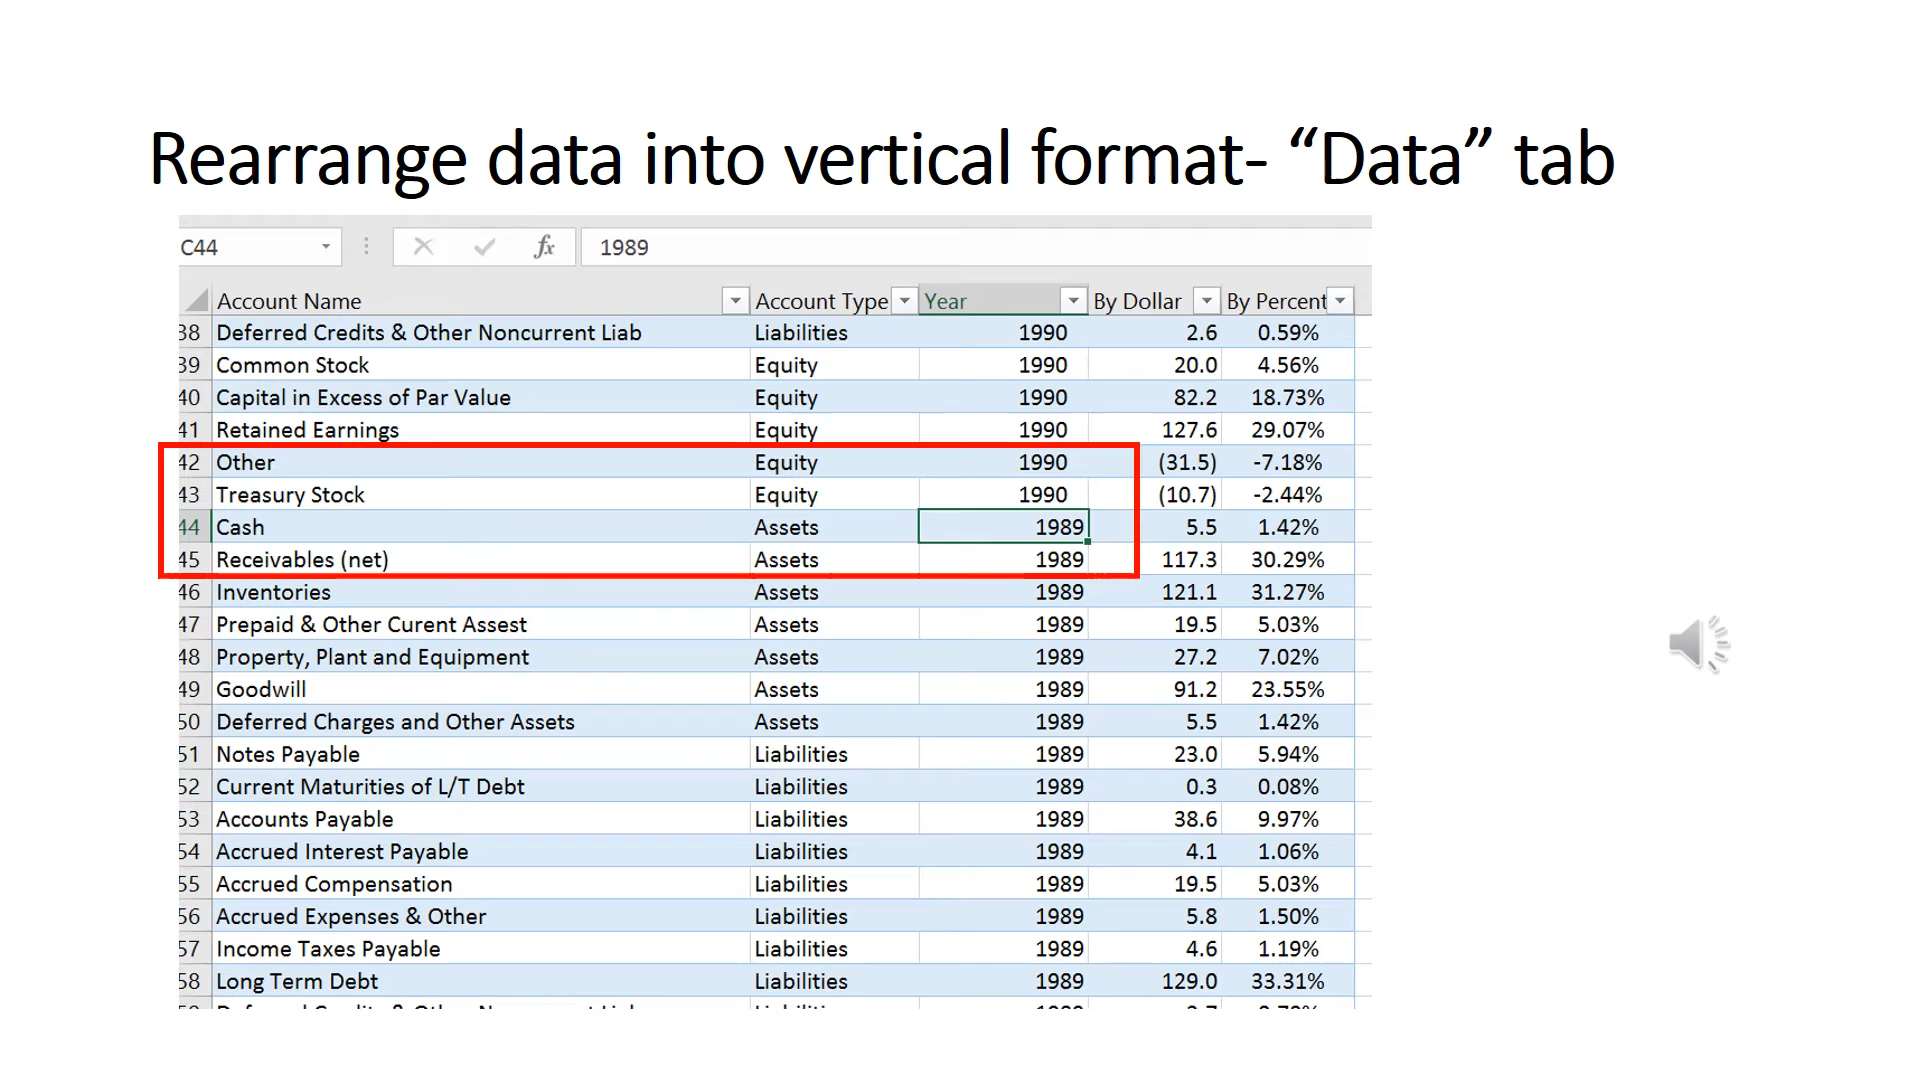 Rearrange data into vertical format- “Data” tab
C44 fx 1989
Account Name Account Type Year By Dollar By Percent
38 Deferred Credits & Other Noncurrent Liab Liabilities 1990 2.6 0.59%
39 Common Stock Equity 1990 20.0 4.56%
40 Capital in Excess of Par Value Equity 1990 82.2 18.73%
41 Retained Earnings Equity 1990 127.6 29.07%
42 Other Equity 1990 (31.5) -7.18%
43 Treasury Stock Equity 1990 (10.7) -2.44%
44 Cash Assets 1989 5.5 1.42%
45 Receivables (net) Assets 1989 117.3 30.29%
46 Inventories Assets 1989 121.1 31.27%
47 Prepaid & Other Curent Assest Assets 1989 19.5 5.03%
48 Property, Plant and Equipment Assets 1989 27.2 7.02%
49 Goodwill Assets 1989 91.2 23.55%
50 Deferred Charges and Other Assets Assets 1989 5.5 1.42%
51 Notes Payable Liabilities 1989 23.0 5.94%
52 Current Maturities of L/T Debt Liabilities 1989 0.3 0.08%
53 Accounts Payable Liabilities 1989 38.6 9.97%
54 Accrued Interest Payable Liabilities 1989 4.1 1.06%
55 Accrued Compensation Liabilities 1989 19.5 5.03%
56 Accrued Expenses & Other Liabilities 1989 5.8 1.50%
57 Income Taxes Payable Liabilities 1989 4.6 1.19%
58 Long Term Debt Liabilities 1989 129.0 33.31%